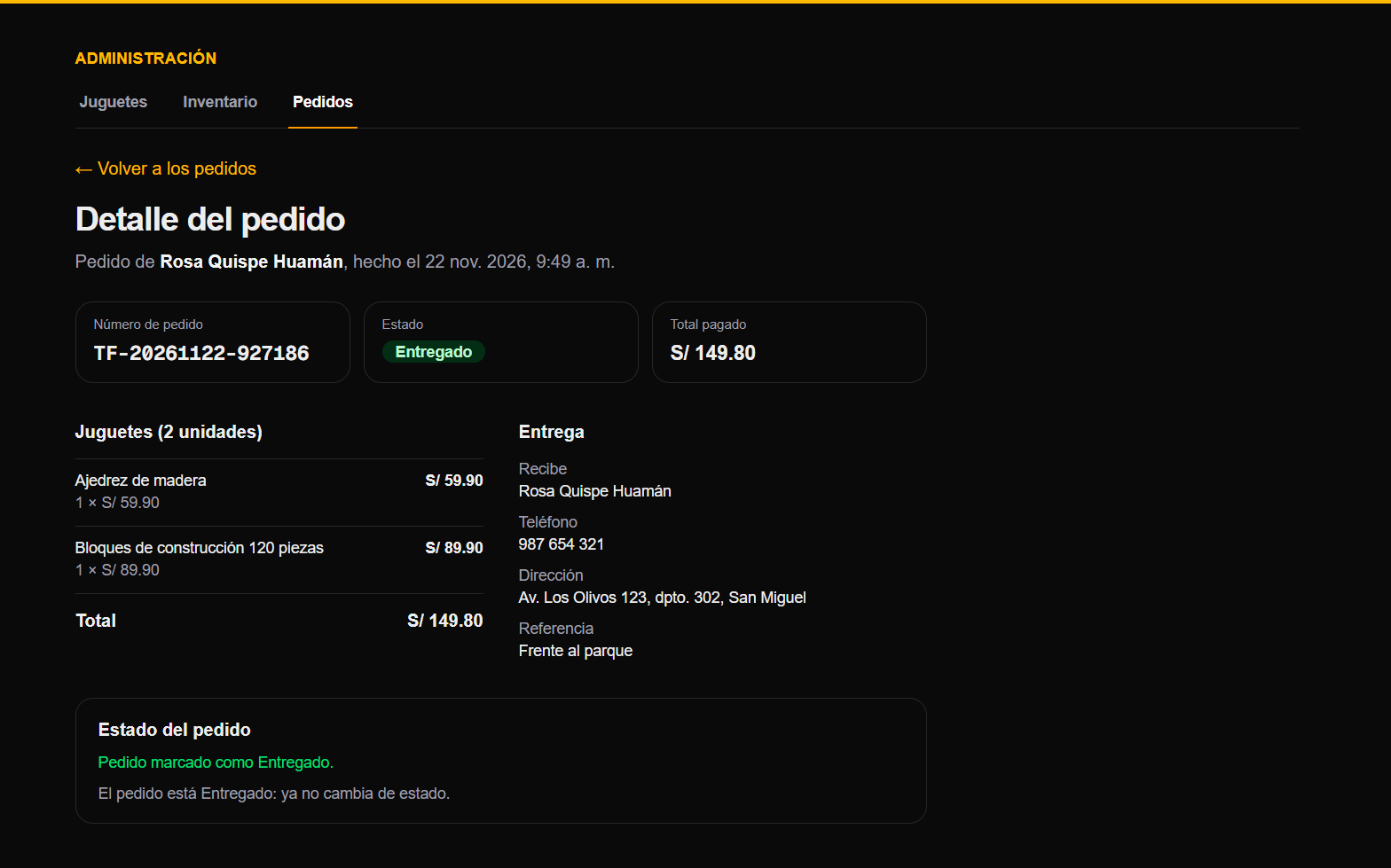 ADMINISTRACIÓN
Juguetes Inventario Pedidos
← Volver a los pedidos
Detalle del pedido
Pedido de Rosa Quispe Huamán, hecho el 22 nov. 2026, 9:49 a. m.
Número de pedido
TF-20261122-927186
Estado
Entregado
Total pagado
S/ 149.80
Juguetes (2 unidades)
Ajedrez de madera S/ 59.90
1 × S/ 59.90
Bloques de construcción 120 piezas S/ 89.90
1 × S/ 89.90
Total S/ 149.80
Entrega
Recibe
Rosa Quispe Huamán
Teléfono
987 654 321
Dirección
Av. Los Olivos 123, dpto. 302, San Miguel
Referencia
Frente al parque
Estado del pedido
Pedido marcado como Entregado.
El pedido está Entregado: ya no cambia de estado.